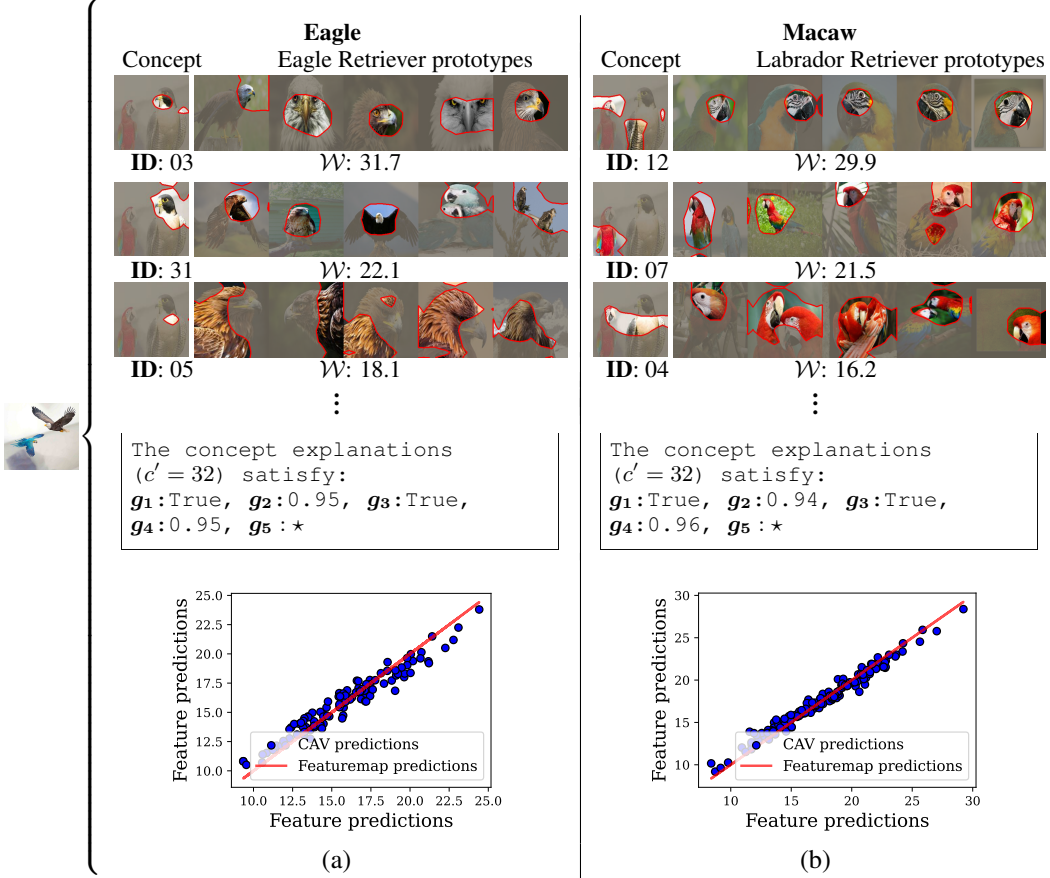 Eagle
Concept Eagle Retriever prototypes
ID: 03 𝒲: 31.7
ID: 31 𝒲: 22.1
ID: 05 𝒲: 18.1
⋮
The concept explanations
(c′ = 32) satisfy:
g₁:True, g₂:0.95, g₃:True,
g₄:0.95, g₅:⋆
Feature predictions
25.0
22.5
20.0
17.5
15.0
12.5
10.0
CAV predictions
Featuremap predictions
10.0 12.5 15.0 17.5 20.0 22.5 25.0
Feature predictions
(a)
Macaw
Concept Labrador Retriever prototypes
ID: 12 𝒲: 29.9
ID: 07 𝒲: 21.5
ID: 04 𝒲: 16.2
⋮
The concept explanations
(c′ = 32) satisfy:
g₁:True, g₂:0.94, g₃:True,
g₄:0.96, g₅:⋆
Feature predictions
30
25
20
15
10
CAV predictions
Featuremap predictions
10 15 20 25 30
Feature predictions
(b)